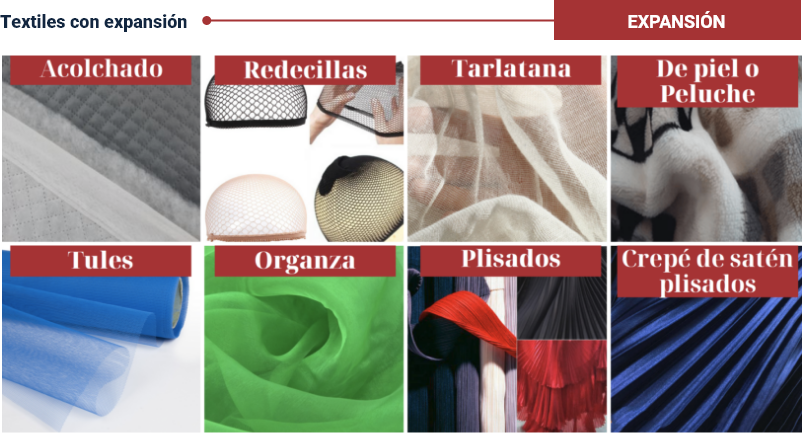 Textiles con expansión
EXPANSIÓN
Acolchado
Redecillas
Tarlatana
De piel o
Peluche
Tules
Organza
Plisados
Crepé de satén
plisados